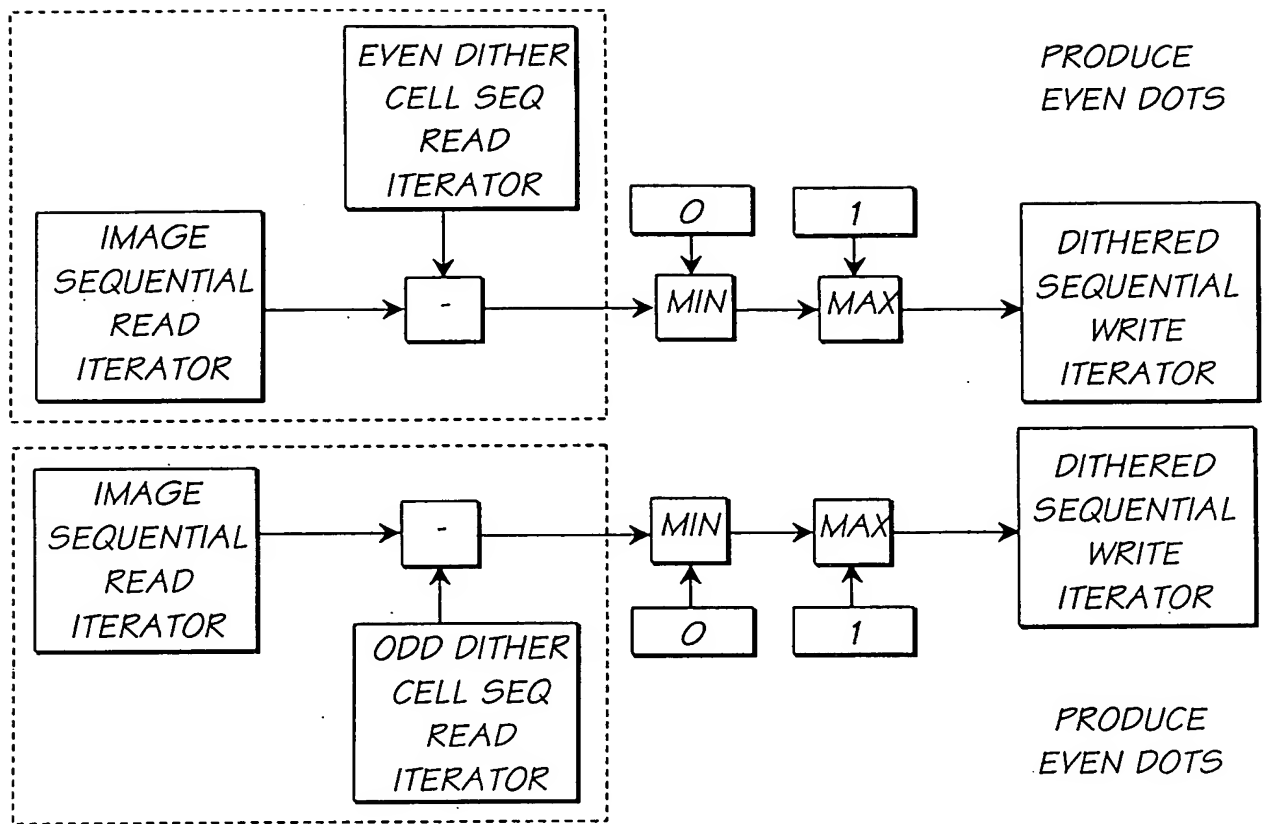 EVEN DITHER
CELL SEQ
READ
ITERATOR
PRODUCE
EVEN DOTS
IMAGE
SEQUENTIAL
READ
ITERATOR
-
0
MIN
1
MAX
DITHERED
SEQUENTIAL
WRITE
ITERATOR
IMAGE
SEQUENTIAL
READ
ITERATOR
-
ODD DITHER
CELL SEQ
READ
ITERATOR
MIN
0
MAX
1
DITHERED
SEQUENTIAL
WRITE
ITERATOR
PRODUCE
EVEN DOTS